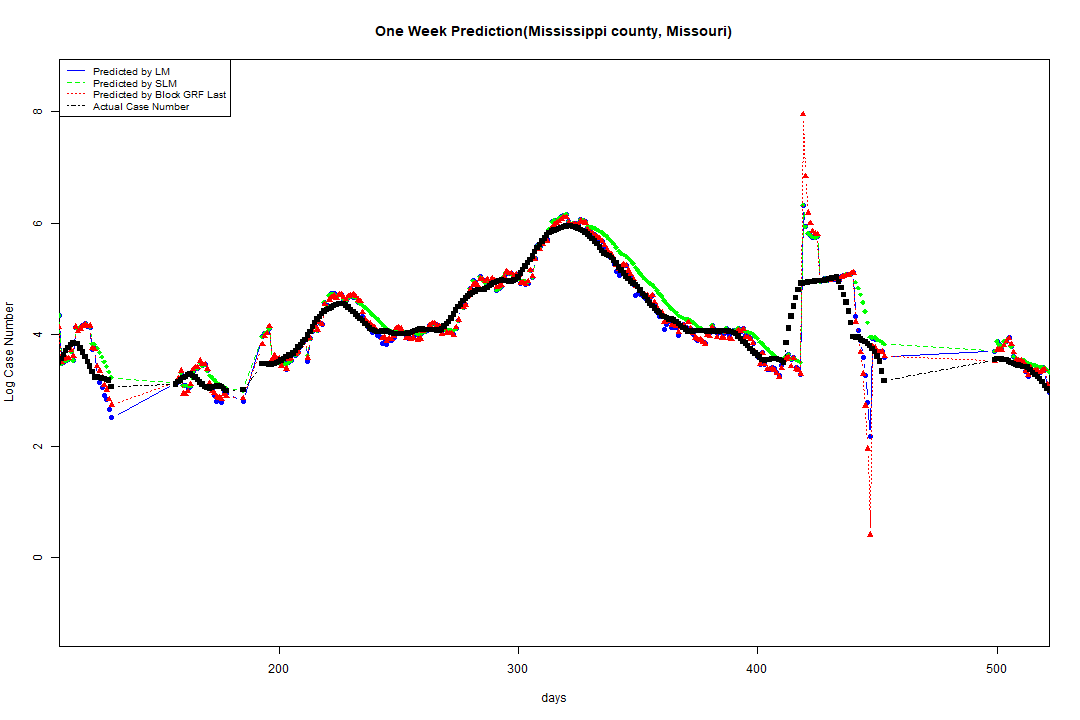 One Week Prediction(Mississippi county, Missouri)
Predicted by LM
Predicted by SLM
Predicted by Block GRF Last
Actual Case Number
8
6
4
2
0
Log Case Number
200 300 400 500
days